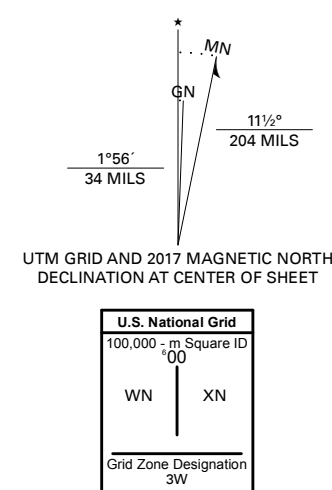 ★
MN
GN
11½°
204 MILS
1°56´
34 MILS
UTM GRID AND 2017 MAGNETIC NORTH
DECLINATION AT CENTER OF SHEET
U.S. National Grid
100,000 - m Square ID
⁶00
WN XN
Grid Zone Designation
3W